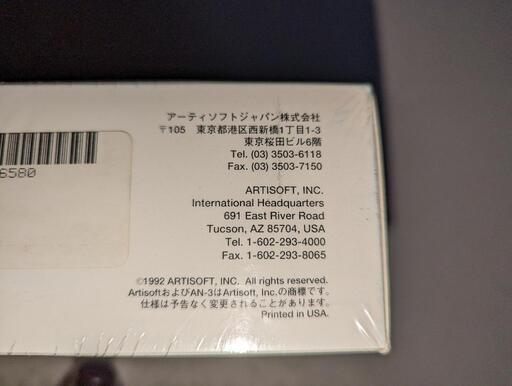 アーティソフトジャパン株式会社
〒105 東京都港区西新橋1丁目1-3
東京桜田ビル6階
Tel. (03) 3503-6118
Fax. (03) 3503-7150
ARTISOFT, INC.
International Headquarters
691 East River Road
Tucson, AZ 85704, USA
Tel. 1-602-293-4000
Fax. 1-602-293-8065
©1992 ARTISOFT, INC. All rights reserved.
ArtisoftおよびAN-3はArtisoft, Inc.の商標です。
仕様は予告なく変更されることがあります。
Printed in USA.
6580